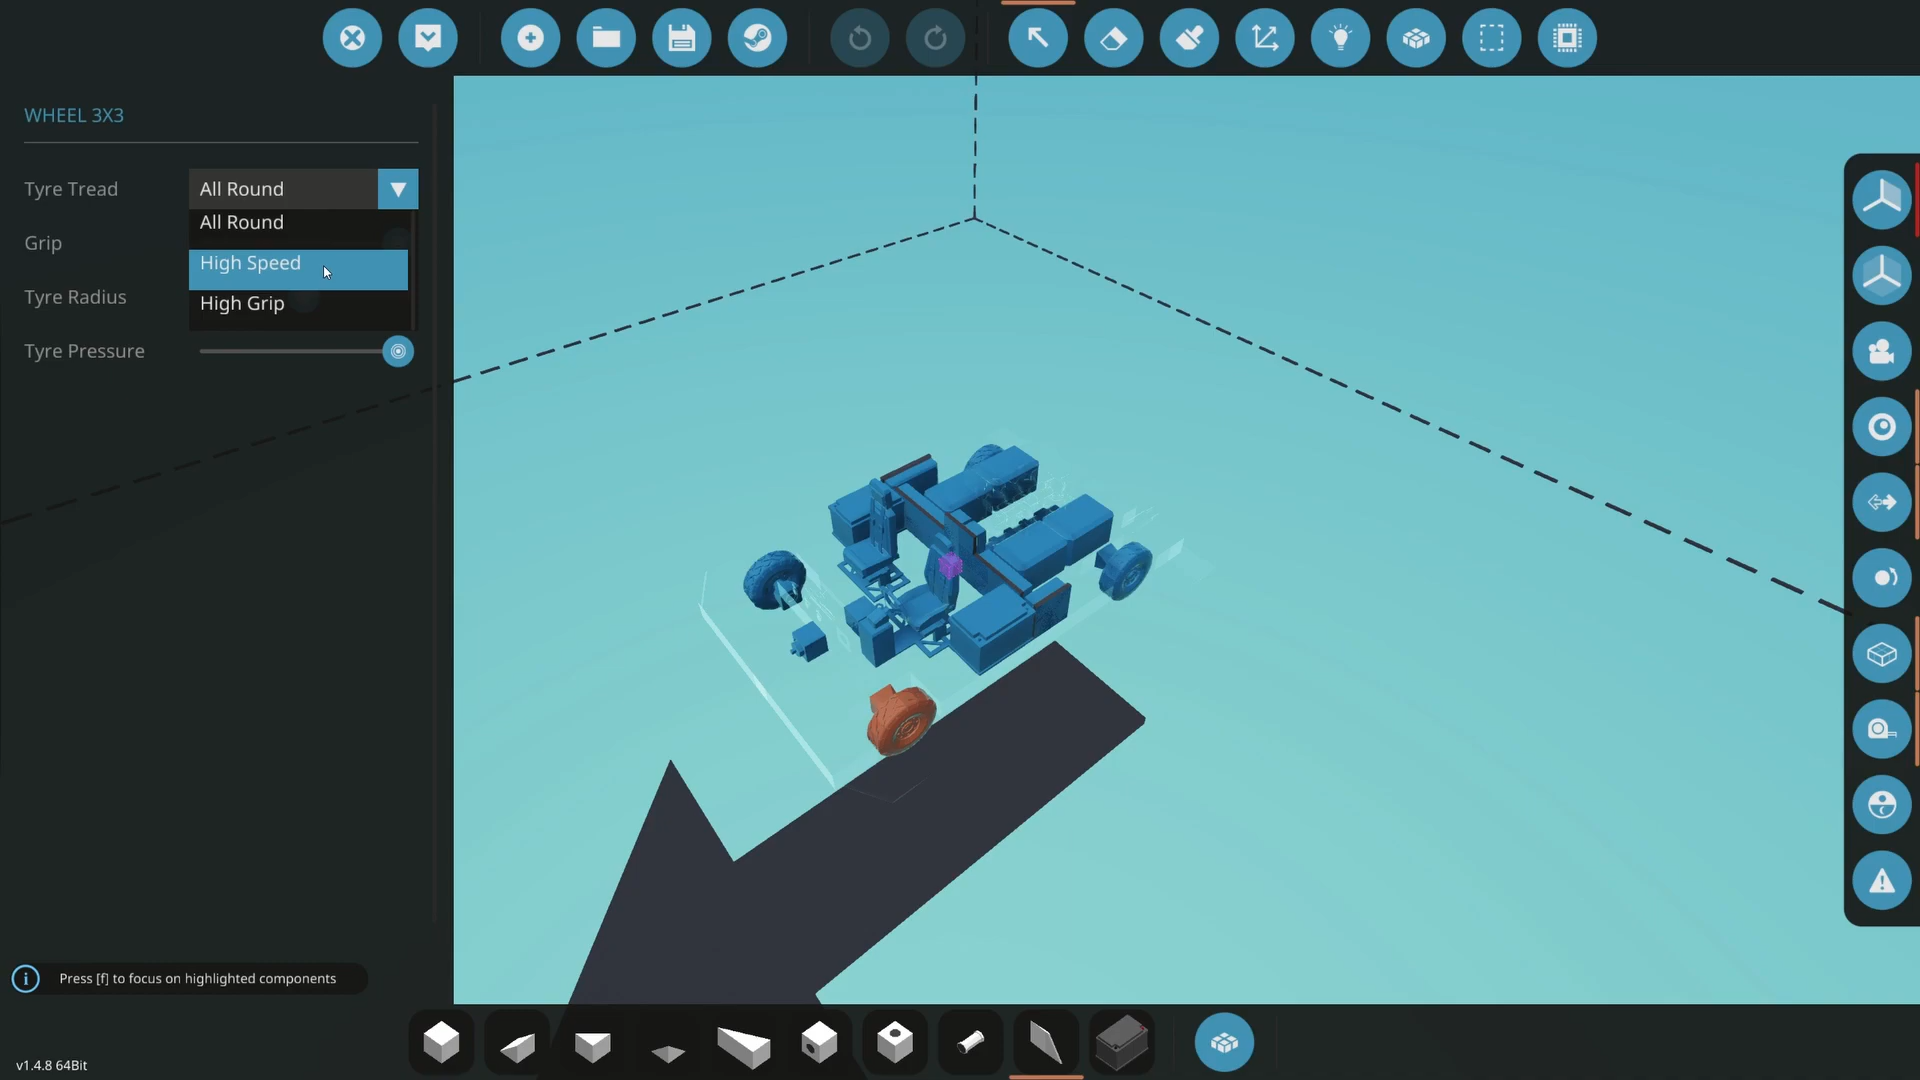 WHEEL 3X3
Tyre Tread
All Round
All Round
Grip
High Speed
Tyre Radius
High Grip
Tyre Pressure
Press [f] to focus on highlighted components
v1.4.8 64Bit